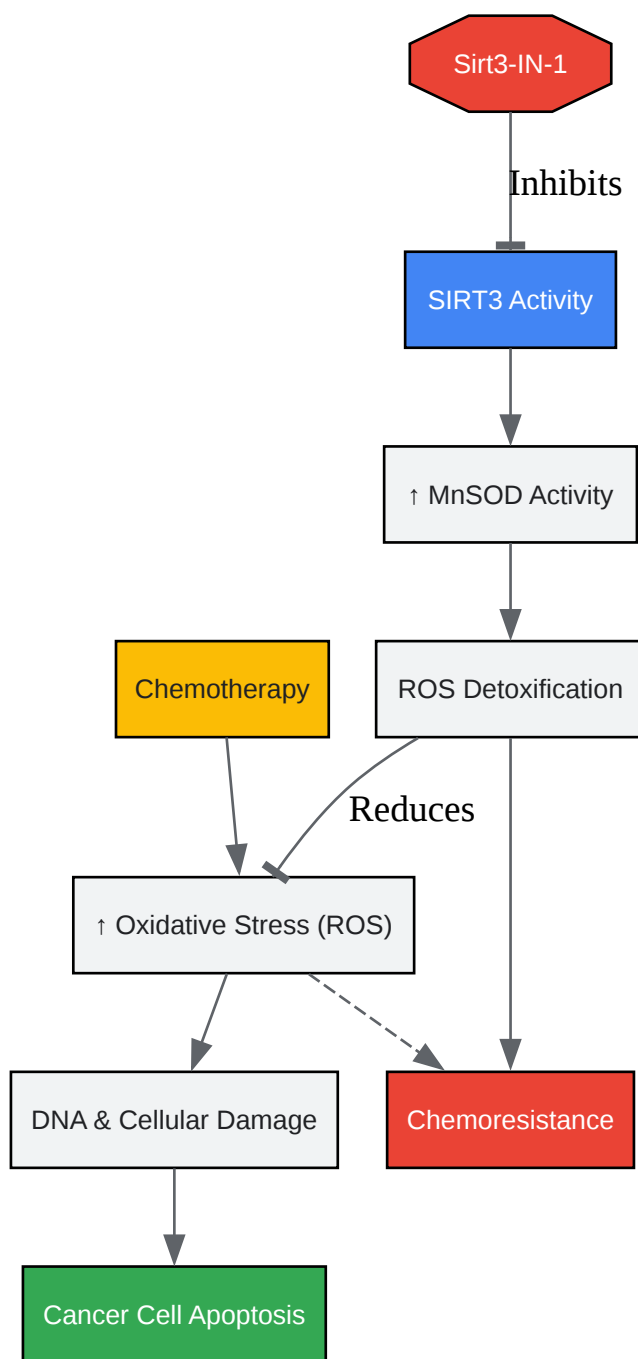 Sirt3-IN-1
Inhibits
SIRT3 Activity
↑ MnSOD Activity
Chemotherapy
ROS Detoxification
Reduces
↑ Oxidative Stress (ROS)
DNA & Cellular Damage
Chemoresistance
Cancer Cell Apoptosis